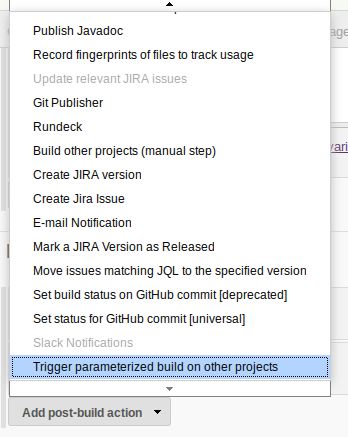 Publish Javadoc
Record fingerprints of files to track usage
Update relevant JIRA issues
Git Publisher
Rundeck
Build other projects (manual step)
Create JIRA version
Create Jira Issue
E-mail Notification
Mark a JIRA Version as Released
Move issues matching JQL to the specified version
Set build status on GitHub commit [deprecated]
Set status for GitHub commit [universal]
Slack Notifications
Trigger parameterized build on other projects
Add post-build action